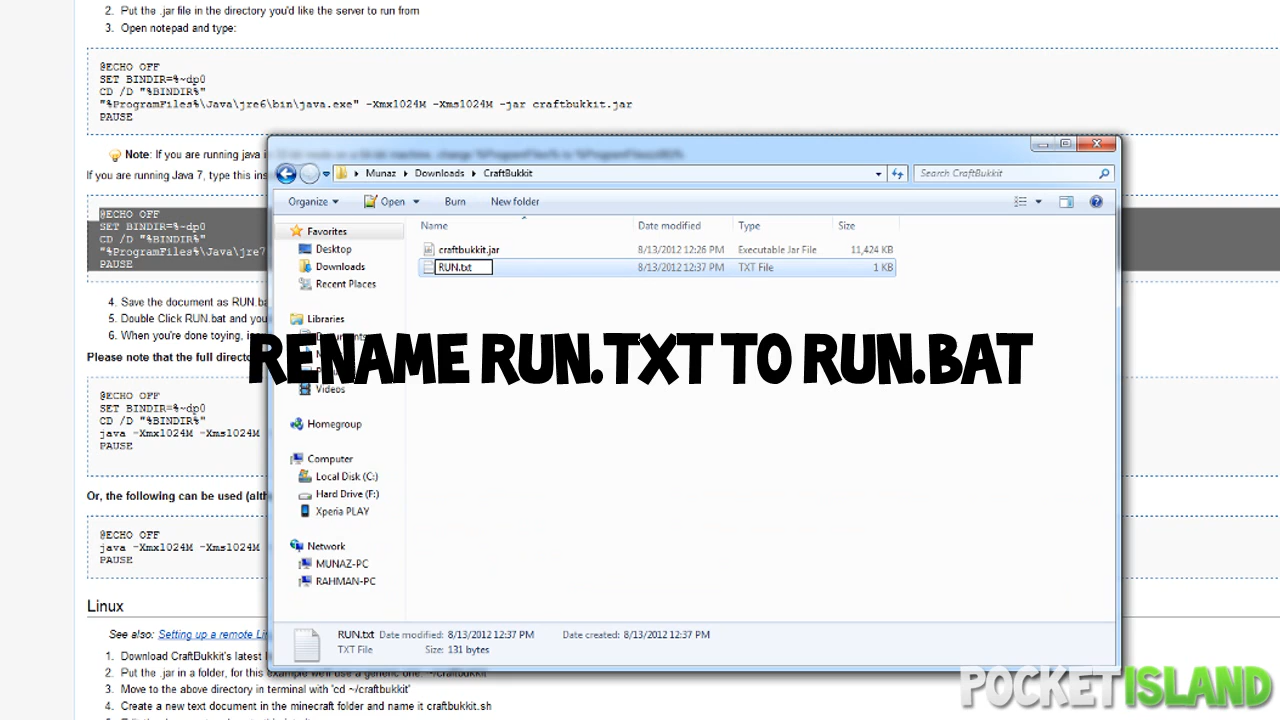 2. Put the .jar file in the directory you'd like the server to run from
3. Open notepad and type:
@ECHO OFF
SET BINDIR=%~dp0
CD /D "%BINDIR%"
"%ProgramFiles%\Java\jre6\bin\java.exe" -Xmx1024M -Xms1024M -jar craftbukkit.jar
PAUSE
Note: If you are running java i
If you are running Java 7, type this ins
@ECHO OFF
SET BINDIR=%~dp0
CD /D "%BINDIR%"
"%ProgramFiles%\Java\jre7
PAUSE
4. Save the document as RUN.ba
5. Double Click RUN.bat and you
6. When you're done toying,
Please note that the full directo
@ECHO OFF
SET BINDIR=%~dp0
CD /D "%BINDIR%"
java -Xmx1024M -Xms1024M
PAUSE
Or, the following can be used (alth
@ECHO OFF
java -Xmx1024M -Xms1024M
PAUSE
Linux
See also: Setting up a remote Li
1. Download CraftBukkit's latest
2. Put the .jar in a folder, for this example we'll use a generic one: ~/craftbukkit
3. Move to the above directory in terminal with 'cd ~/craftbukkit'
4. Create a new text document in the minecraft folder and name it craftbukkit.sh
Munaz Downloads CraftBukkit
Search CraftBukkit
Organize Open Burn New folder
Name Date modified Type Size
craftbukkit.jar 8/13/2012 12:26 PM Executable Jar File 11,424 KB
RUN.txt 8/13/2012 12:37 PM TXT File 1 KB
Favorites
Desktop
Downloads
Recent Places
Libraries
Videos
Homegroup
Computer
Local Disk (C:)
Hard Drive (F:)
Xperia PLAY
Network
MUNAZ-PC
RAHMAN-PC
RUN.txt Date modified: 8/13/2012 12:37 PM Date created: 8/13/2012 12:37 PM
TXT File Size: 131 bytes
RENAME RUN.TXT TO RUN.BAT
POCKETISLAND